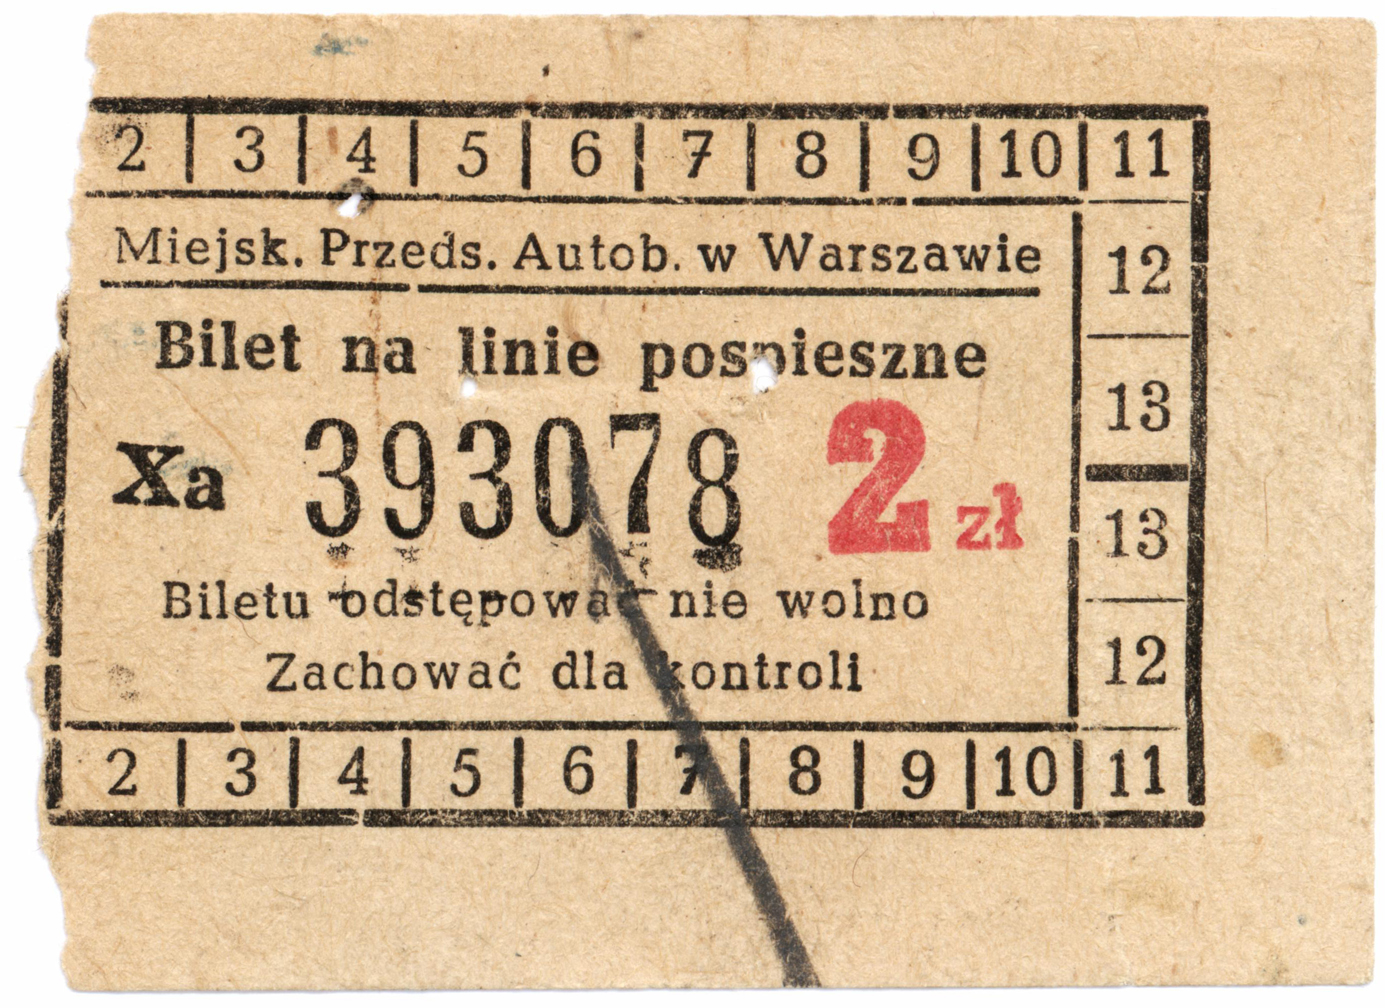 2 3 4 5 6 7 8 9 10 11
Miejsk. Przeds. Autob. w Warszawie
12
Bilet na linie pospieszne
13
Xa 393078 2 zł
13
Biletu odstępować nie wolno
Zachować dla kontroli
12
2 3 4 5 6 7 8 9 10 11